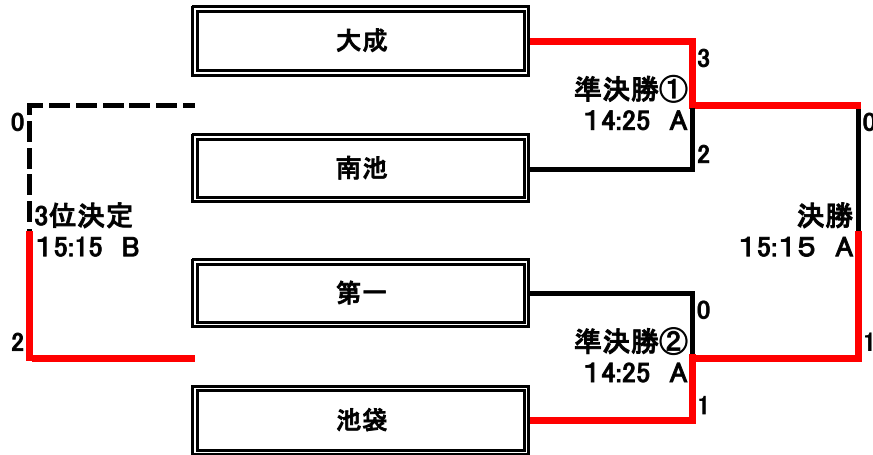 大成
3
準決勝①
14:25 A
0
0
2
南池
3位決定
15:15 B
決勝
15:15 A
第一
0
準決勝②
14:25 A
2
1
1
池袋